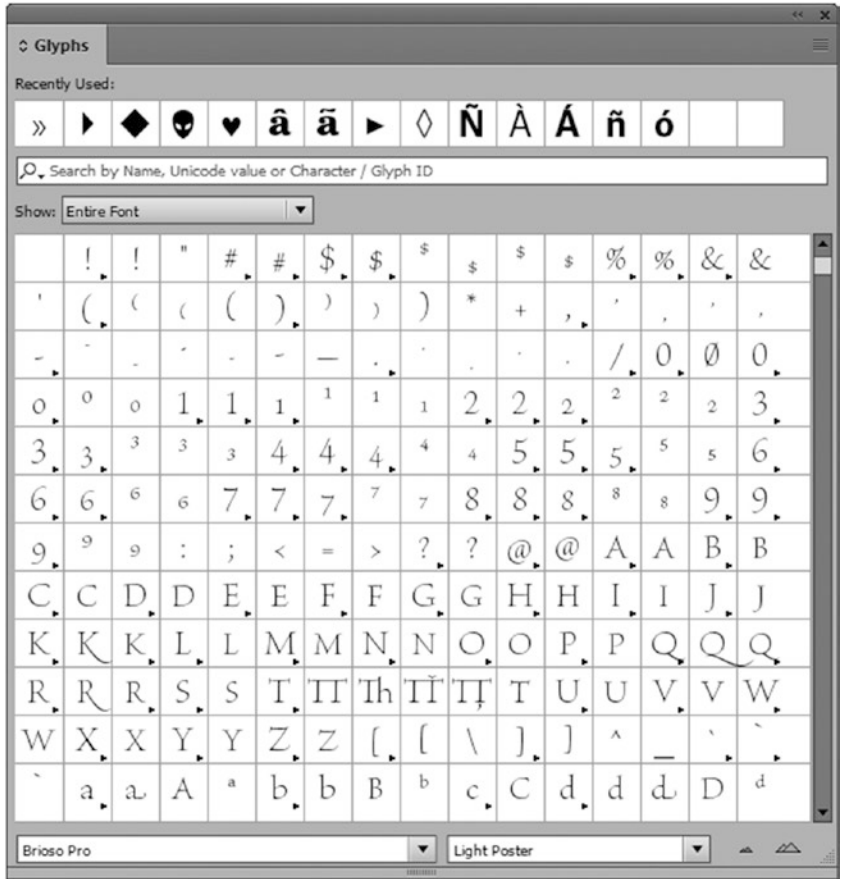 Glyphs
Recently Used:
» ◆ 👽 ♥ â ã ► ◊ Ñ À Á ñ ó
Search by Name, Unicode value or Character / Glyph ID
Show: Entire Font
! ! " # # $ $ $ $ $ $ % % & &
' ( ( ( ( ) ) ) ) * + , , , , ,
- - - - - - — . . . . . / 0 Ø 0
0 0 0 1 1 1 1 1 1 2 2 2 2 2 2 3
3 3 3 3 3 4 4 4 4 4 5 5 5 5 5 6
6 6 6 6 7 7 7 7 7 8 8 8 8 8 9 9
9 9 9 : ; < = > ? ? @ @ A A B B
C C D D E E F F G G H H I I J J
K K K L L M M N N O O P P Q Q Q
R R R S S T TT Th TT TT T U U V V W
W X X Y Y Z Z [ [ \ ] ] ^ _ ` `
` a a A a b b B b c C d d d D d
Brioso Pro
Light Poster